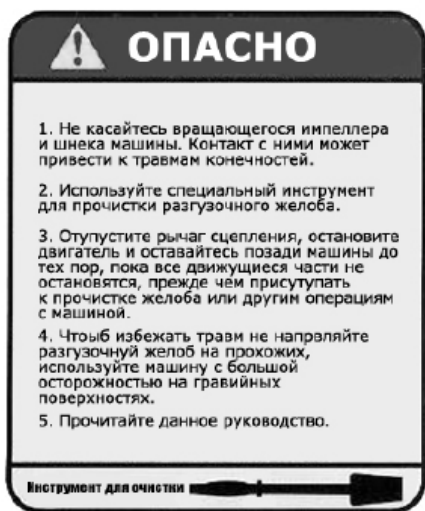 ОПАСНО
1. Не касайтесь вращающегося импеллера
и шнека машины. Контакт с ними может
привести к травмам конечностей.
2. Используйте специальный инструмент
для прочистки разгузочного желоба.
3. Отупустите рычаг сцепления, остановите
двигатель и оставайтесь позади машины до
тех пор, пока все движущиеся части не
остановятся, прежде чем присутупать
к прочистке желоба или другим операциям
с машиной.
4. Чтоыб избежать травм не напрвляйте
разгузочнуй желоб на прохожих,
используйте машину с большой
осторожностью на гравийных
поверхностях.
5. Прочитайте данное руководство.
Инструмент для очистки